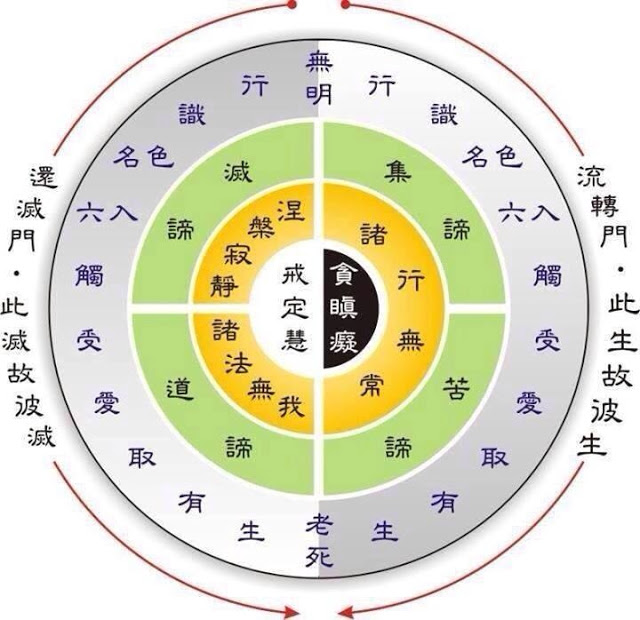 無明
行
識
名色
六入
觸
受
愛
取
有
生
老死
行
識
名色
六入
觸
受
愛
取
有
生
流轉門・此生故彼生
還滅門・此滅故彼滅
集諦
苦諦
滅諦
道諦
諸行無常
涅槃寂靜
諸法無我
貪瞋癡
戒定慧